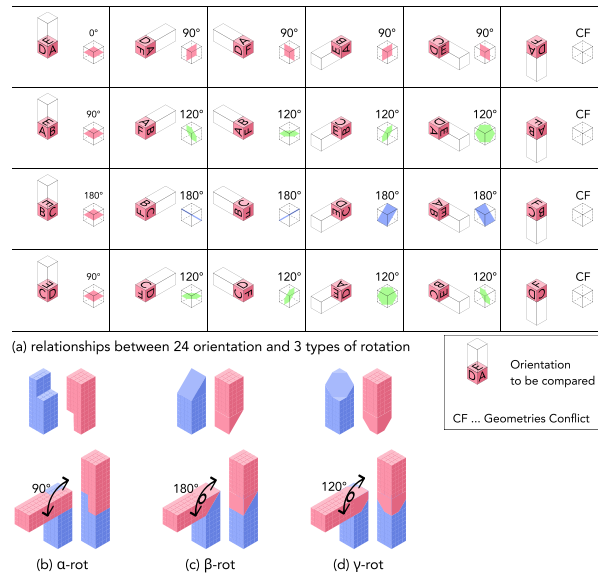 0° 90° 90° 90° 90° CF
90° 120° 120° 120° 120° CF
180° 180° 180° 180° 180° CF
90° 120° 120° 120° 120° CF
(a) relationships between 24 orientation and 3 types of rotation
E
D A
Orientation
to be compared
CF ... Geometries Conflict
90° 180° 120°
(b) α-rot (c) β-rot (d) γ-rot